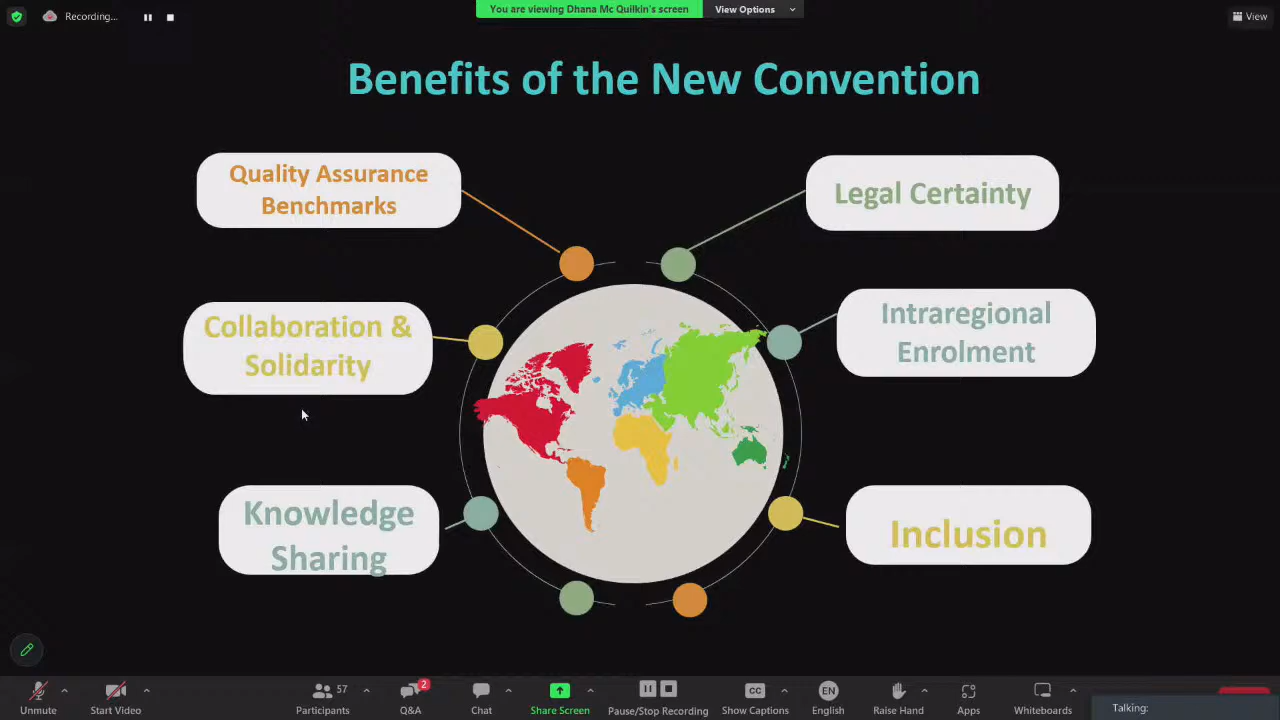 Recording...
You are viewing Dhana Mc Quilkin's screen
View Options
View
Benefits of the New Convention
Quality Assurance
Benchmarks
Legal Certainty
Collaboration &
Solidarity
Intraregional
Enrolment
Knowledge
Sharing
Inclusion
Unmute
Start Video
57
Participants
2
Q&A
Chat
Share Screen
Pause/Stop Recording
CC
Show Captions
EN
English
Raise Hand
Apps
Whiteboards
Talking: